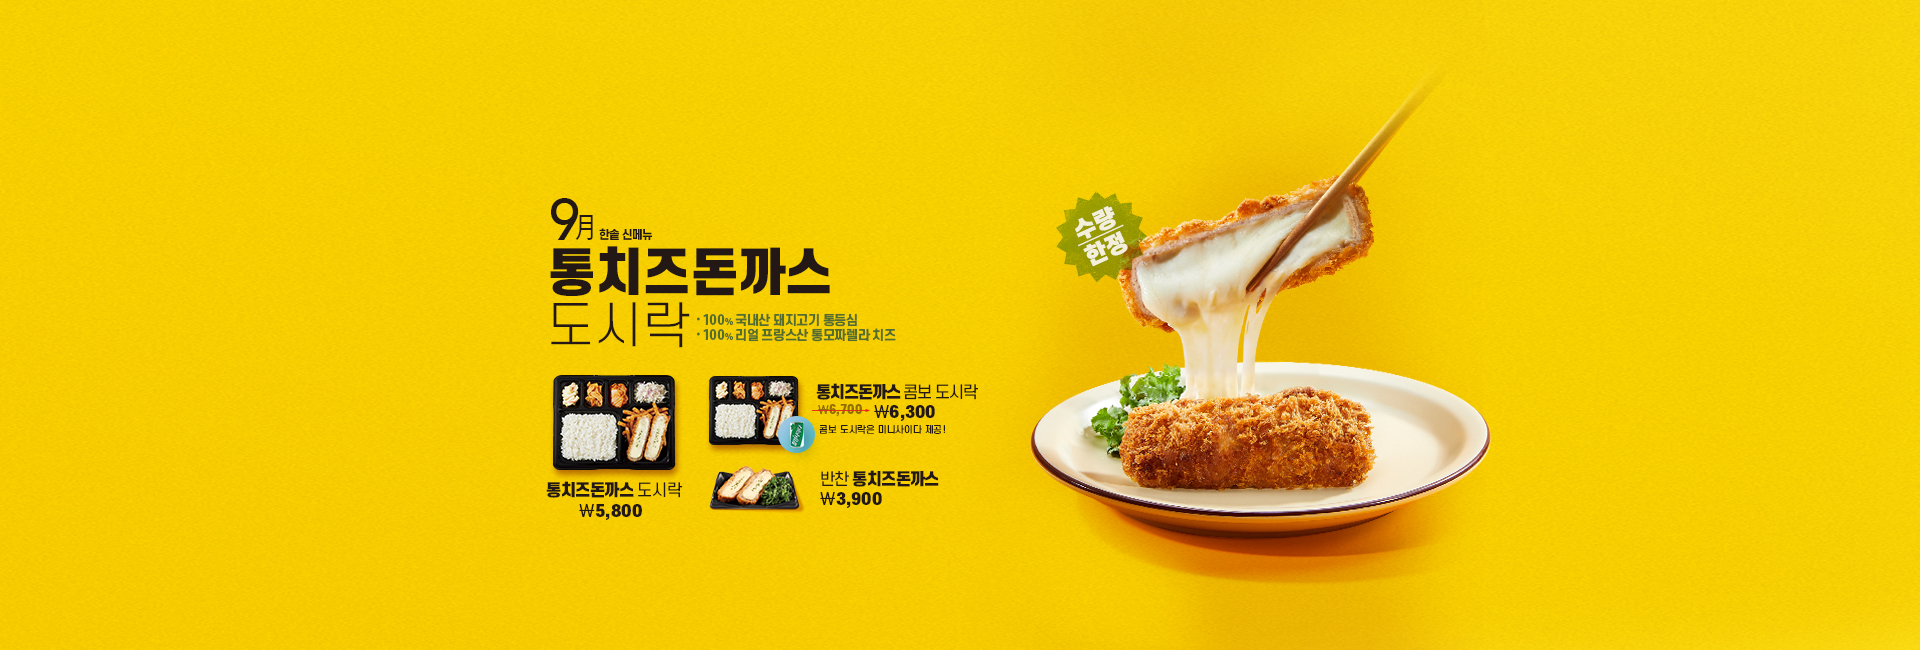 9月 한솥 신메뉴
통치즈돈까스
도시락
· 100% 국내산 돼지고기 통등심
· 100% 리얼 프랑스산 통모짜렐라 치즈
수량
한정
통치즈돈까스 도시락
₩5,800
통치즈돈까스 콤보 도시락
₩6,700 ₩6,300
콤보 도시락은 미니사이다 제공!
반찬 통치즈돈까스
₩3,900